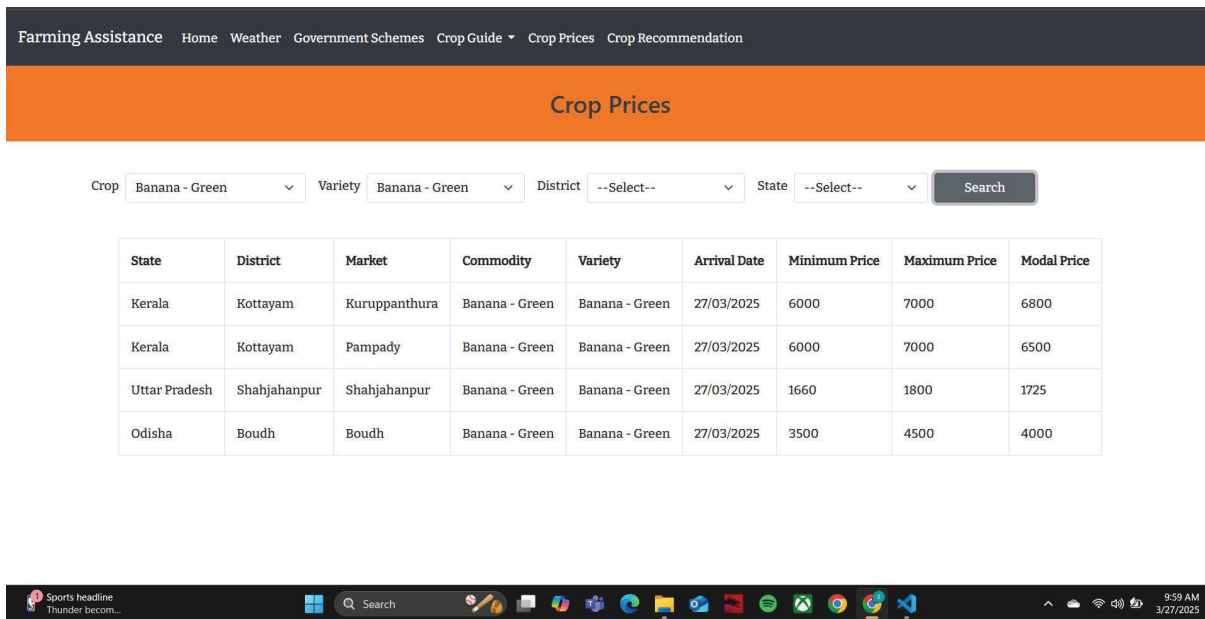 Farming Assistance Home Weather Government Schemes Crop Guide Crop Prices Crop Recommendation
Crop Prices
Crop Banana - Green Variety Banana - Green District --Select-- State --Select-- Search
State District Market Commodity Variety Arrival Date Minimum Price Maximum Price Modal Price
Kerala Kottayam Kuruppanthura Banana - Green Banana - Green 27/03/2025 6000 7000 6800
Kerala Kottayam Pampady Banana - Green Banana - Green 27/03/2025 6000 7000 6500
Uttar Pradesh Shahjahanpur Shahjahanpur Banana - Green Banana - Green 27/03/2025 1660 1800 1725
Odisha Boudh Boudh Banana - Green Banana - Green 27/03/2025 3500 4500 4000
1 Sports headline
Thunder becom...
Search
9:59 AM
3/27/2025